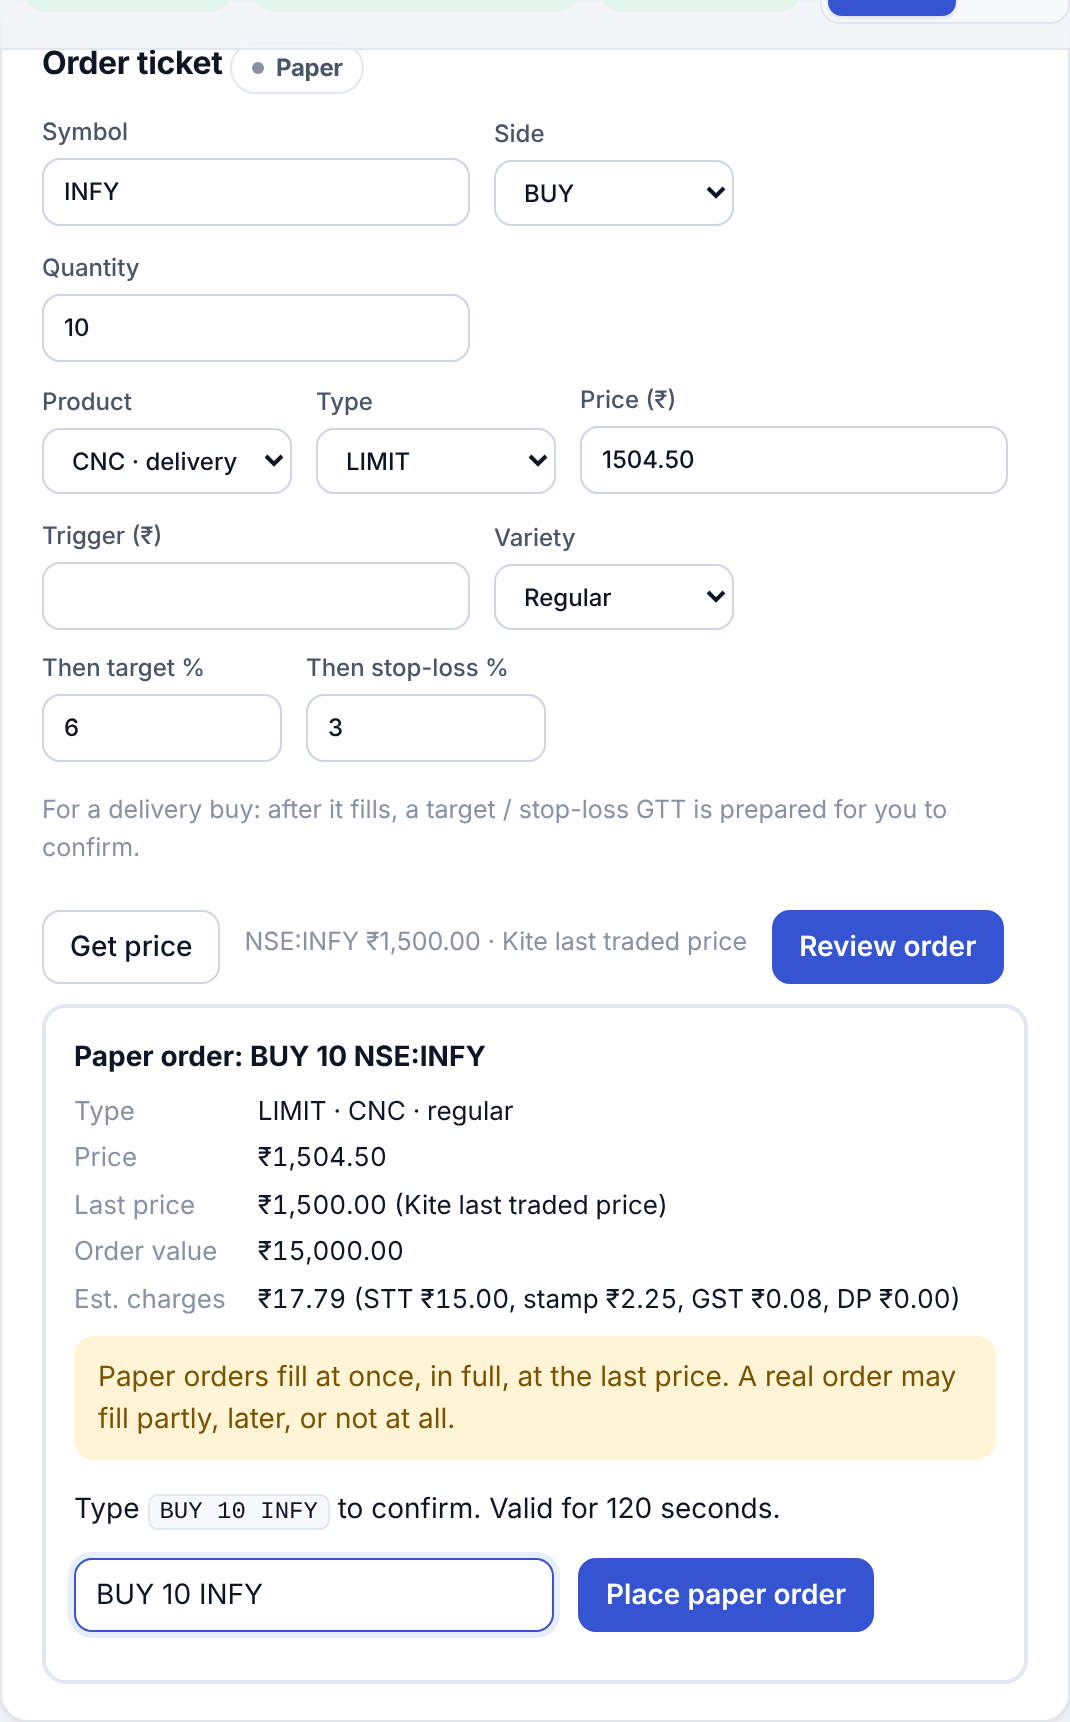 Order ticket
Paper
Symbol
Side
INFY
BUY
Quantity
10
Product
Type
Price (₹)
CNC · delivery
LIMIT
1504.50
Trigger (₹)
Variety
Regular
Then target %
Then stop-loss %
6
3
For a delivery buy: after it fills, a target / stop-loss GTT is prepared for you to
confirm.
Get price
NSE:INFY ₹1,500.00 · Kite last traded price
Review order
Paper order: BUY 10 NSE:INFY
Type LIMIT · CNC · regular
Price ₹1,504.50
Last price ₹1,500.00 (Kite last traded price)
Order value ₹15,000.00
Est. charges ₹17.79 (STT ₹15.00, stamp ₹2.25, GST ₹0.08, DP ₹0.00)
Paper orders fill at once, in full, at the last price. A real order may
fill partly, later, or not at all.
Type BUY 10 INFY to confirm. Valid for 120 seconds.
BUY 10 INFY
Place paper order